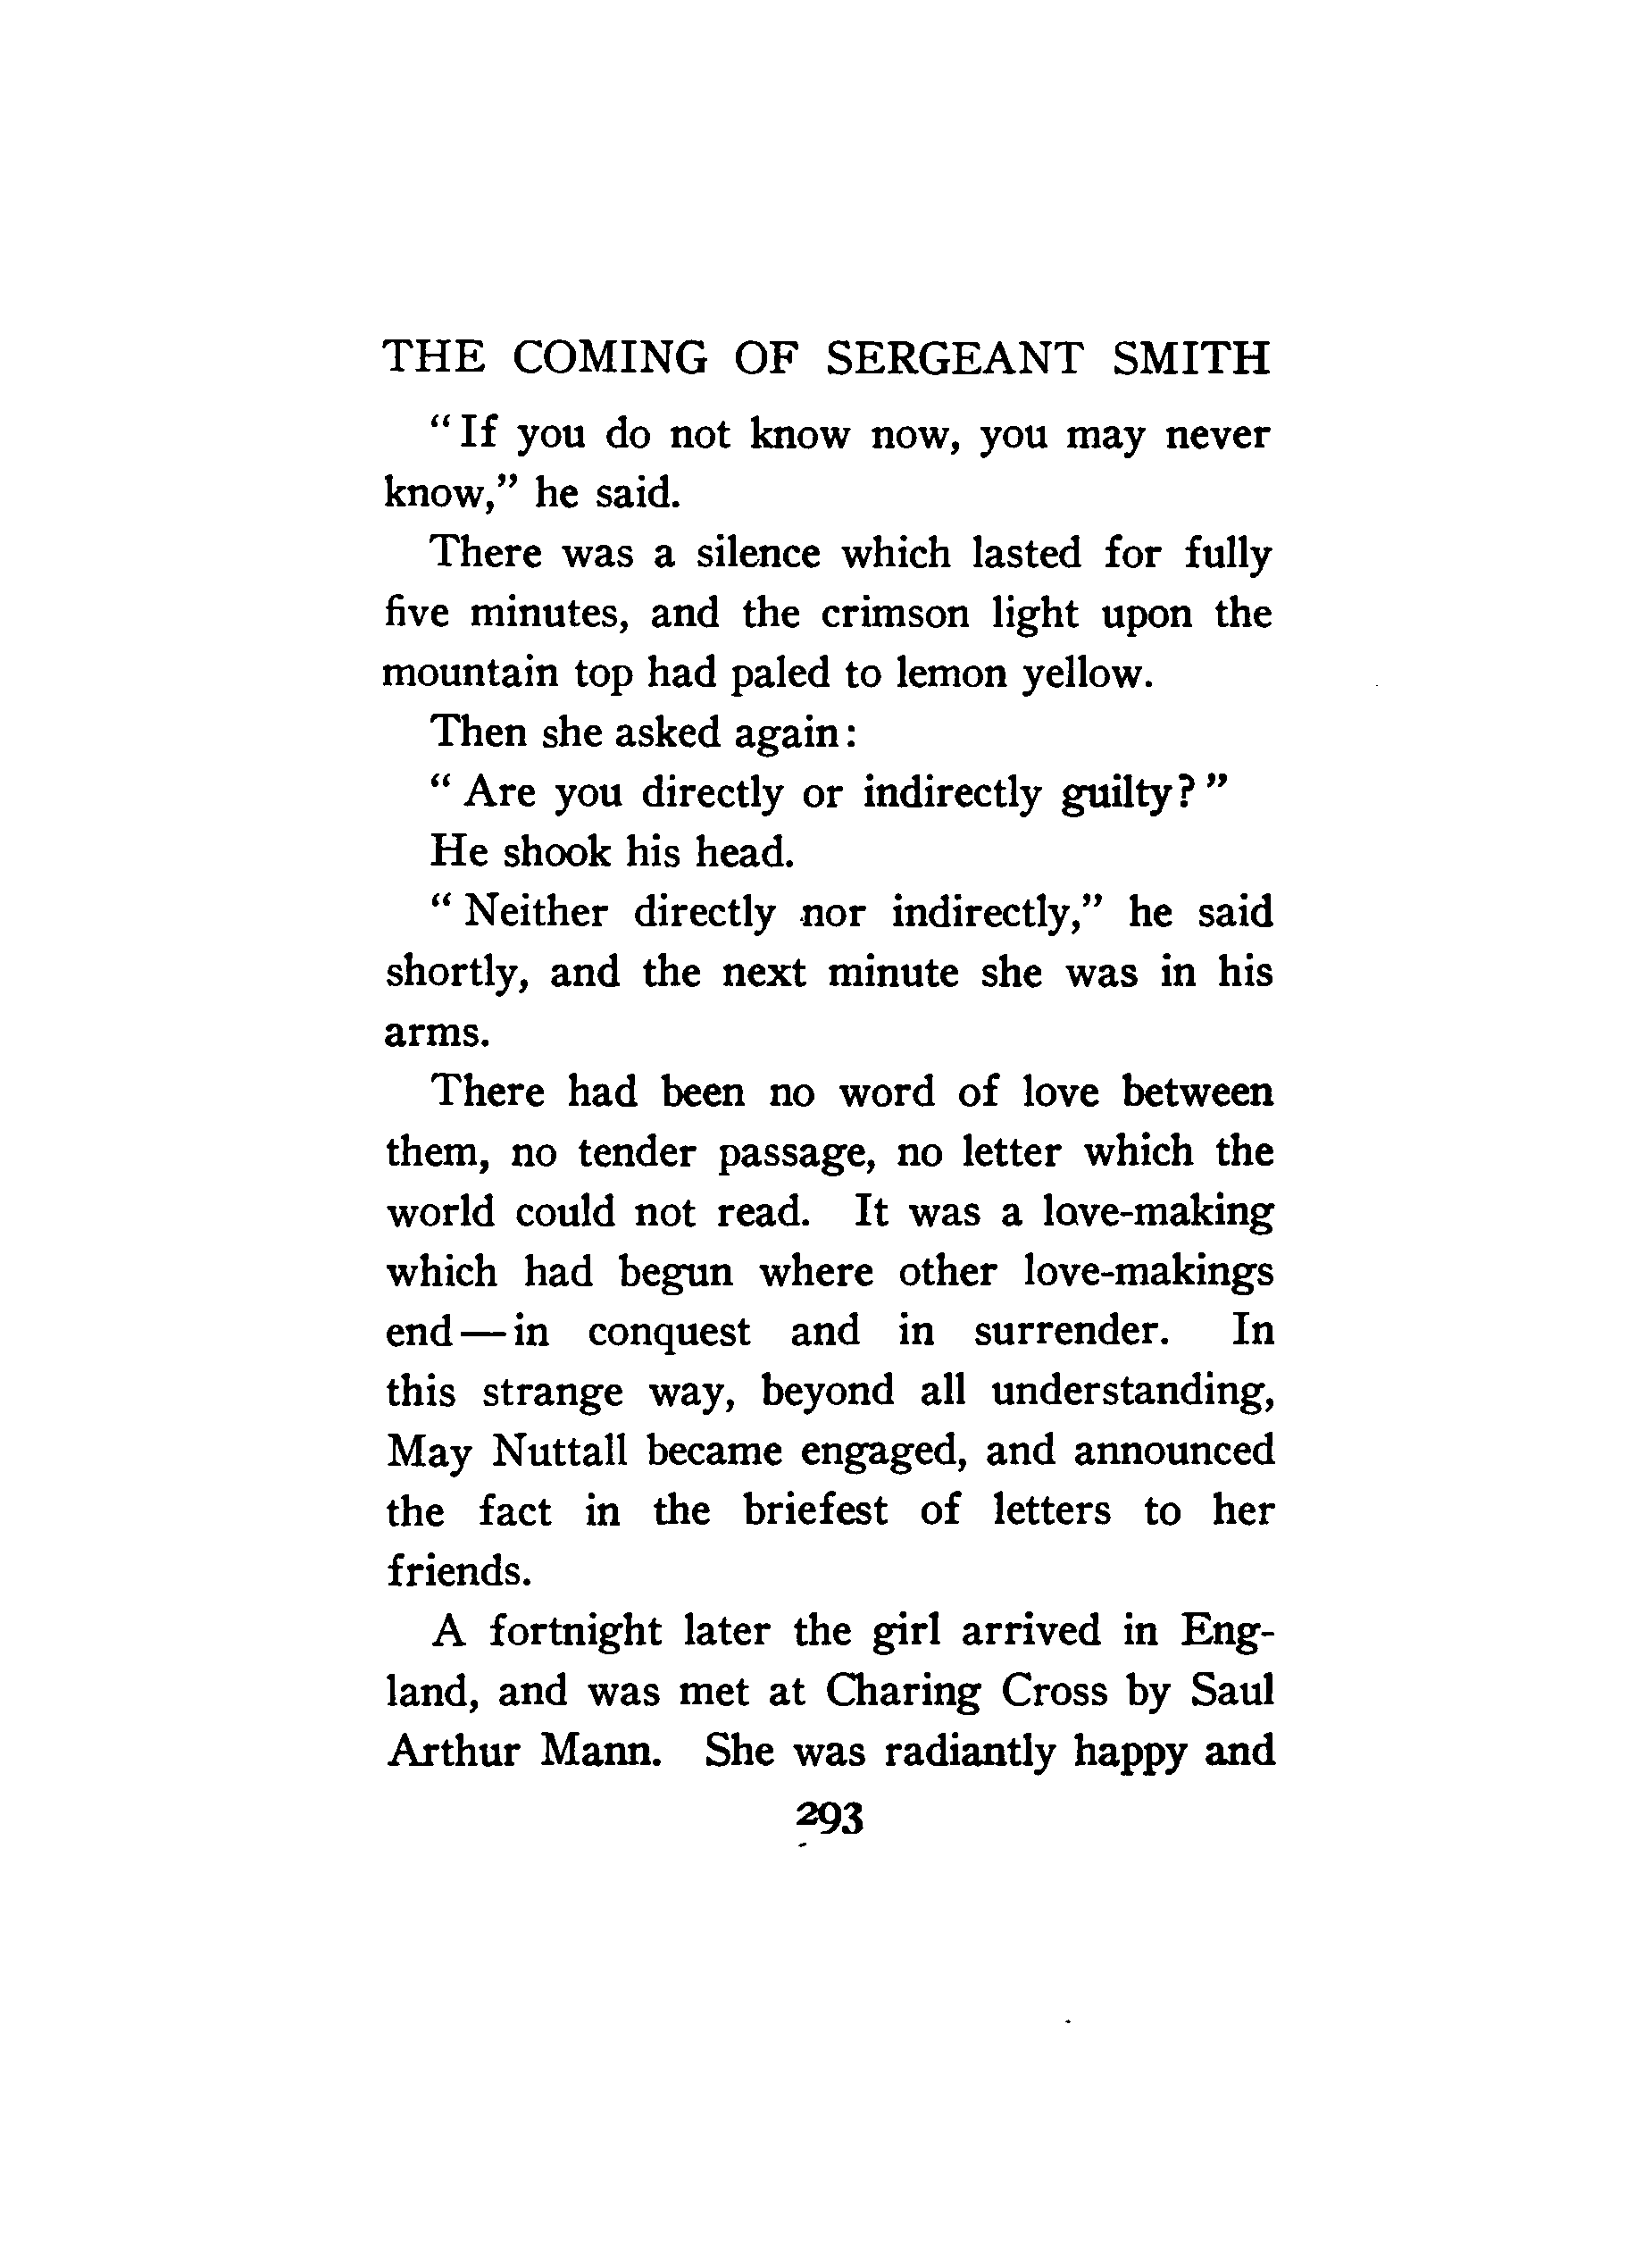 THE COMING OF SERGEANT SMITH
" If you do not know now, you may never
know," he said.
There was a silence which lasted for fully
five minutes, and the crimson light upon the
mountain top had paled to lemon yellow.
Then she asked again:
" Are you directly or indirectly guilty? "
He shook his head.
" Neither directly nor indirectly," he said
shortly, and the next minute she was in his
arms.
There had been no word of love between
them, no tender passage, no letter which the
world could not read. It was a love-making
which had begun where other love-makings
end — in conquest and in surrender. In
this strange way, beyond all understanding,
May Nuttall became engaged, and announced
the fact in the briefest of letters to her
friends.
A fortnight later the girl arrived in Eng-
land, and was met at Charing Cross by Saul
Arthur Mann. She was radiantly happy and
293